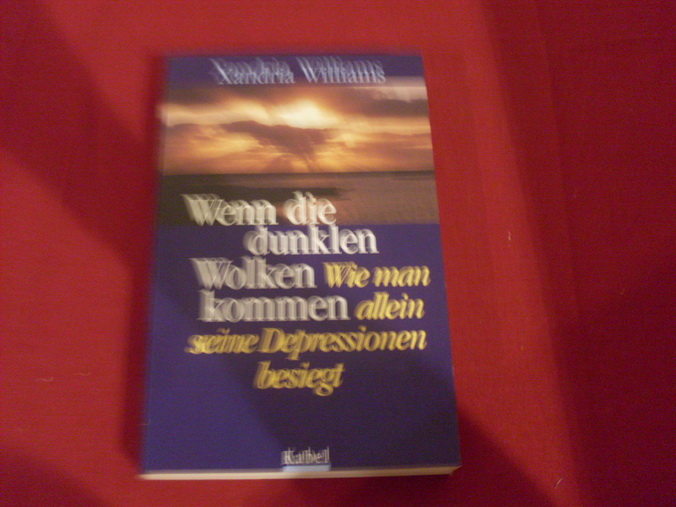 Xandria Williams
Wenn die
dunklen
Wolken Wie man
kommen allein
seine Depressionen
besiegt
Kabel